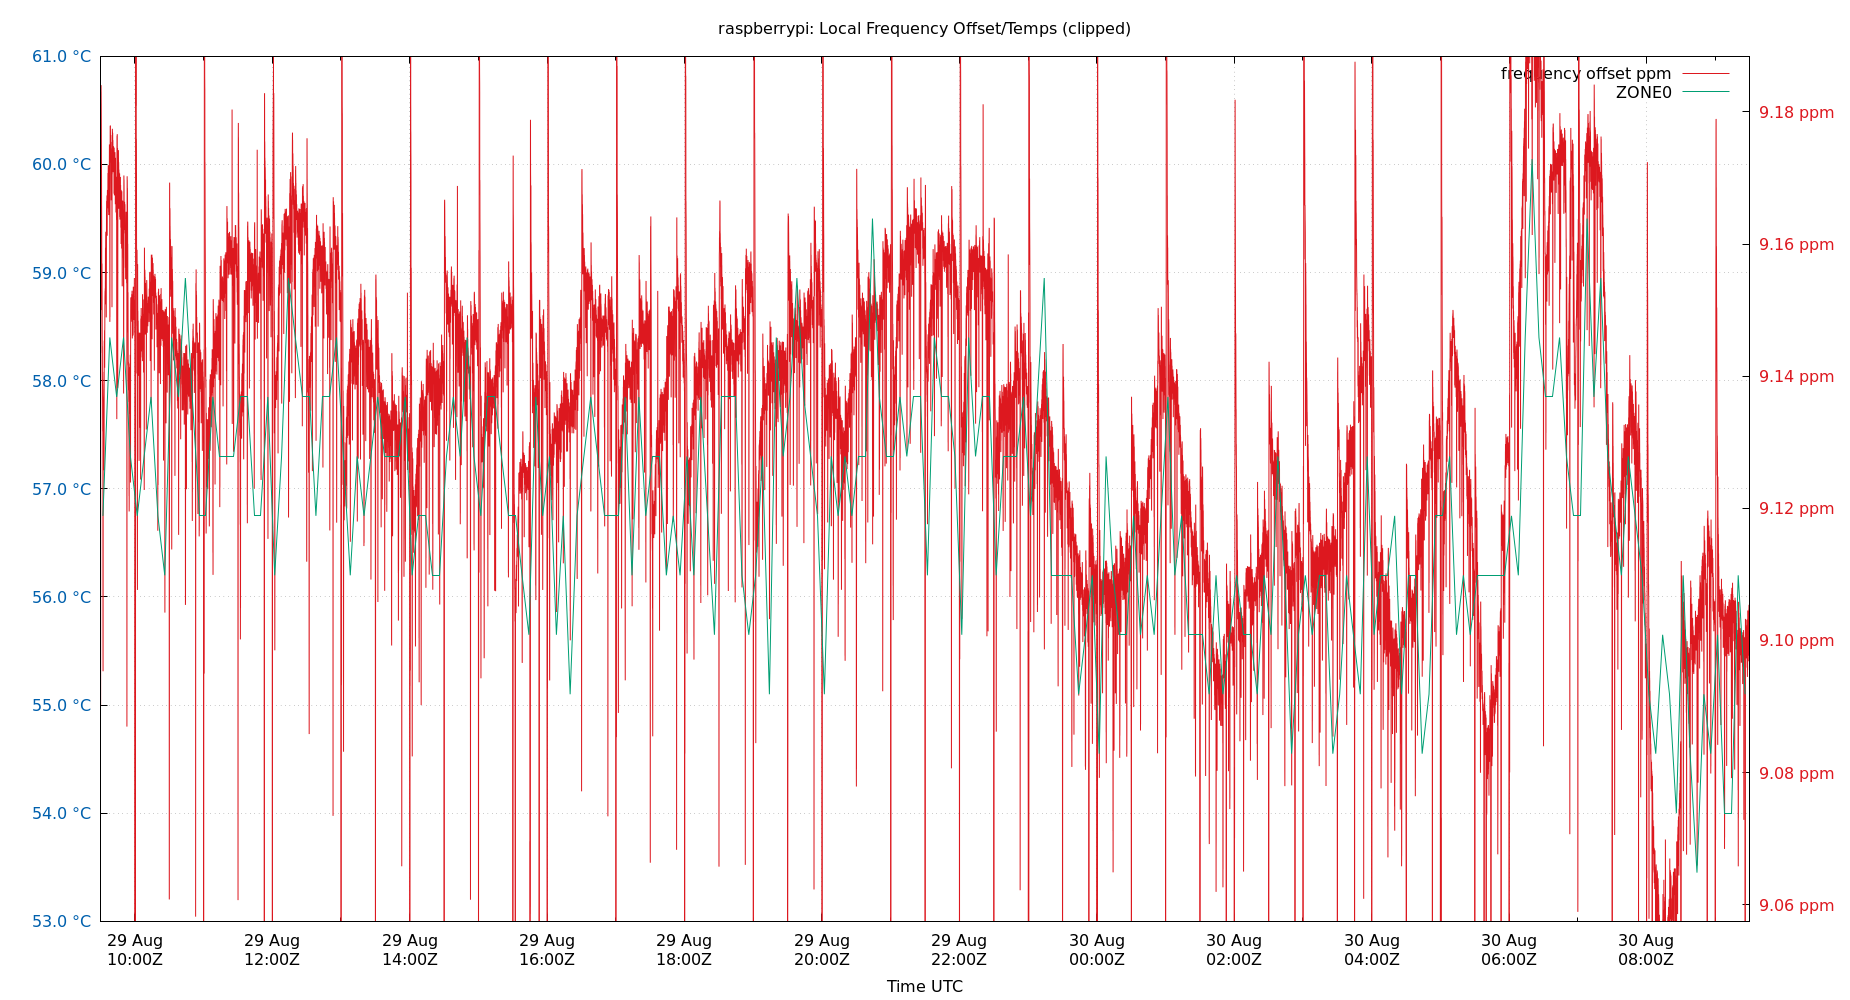 raspberrypi: Local Frequency Offset/Temps (clipped)
61.0 °C
60.0 °C
59.0 °C
58.0 °C
57.0 °C
56.0 °C
55.0 °C
54.0 °C
53.0 °C
frequency offset ppm
ZONE0
9.18 ppm
9.16 ppm
9.14 ppm
9.12 ppm
9.10 ppm
9.08 ppm
9.06 ppm
29 Aug 29 Aug 29 Aug 29 Aug 29 Aug 29 Aug 29 Aug 30 Aug 30 Aug 30 Aug 30 Aug 30 Aug
10:00Z 12:00Z 14:00Z 16:00Z 18:00Z 20:00Z 22:00Z 00:00Z 02:00Z 04:00Z 06:00Z 08:00Z
Time UTC